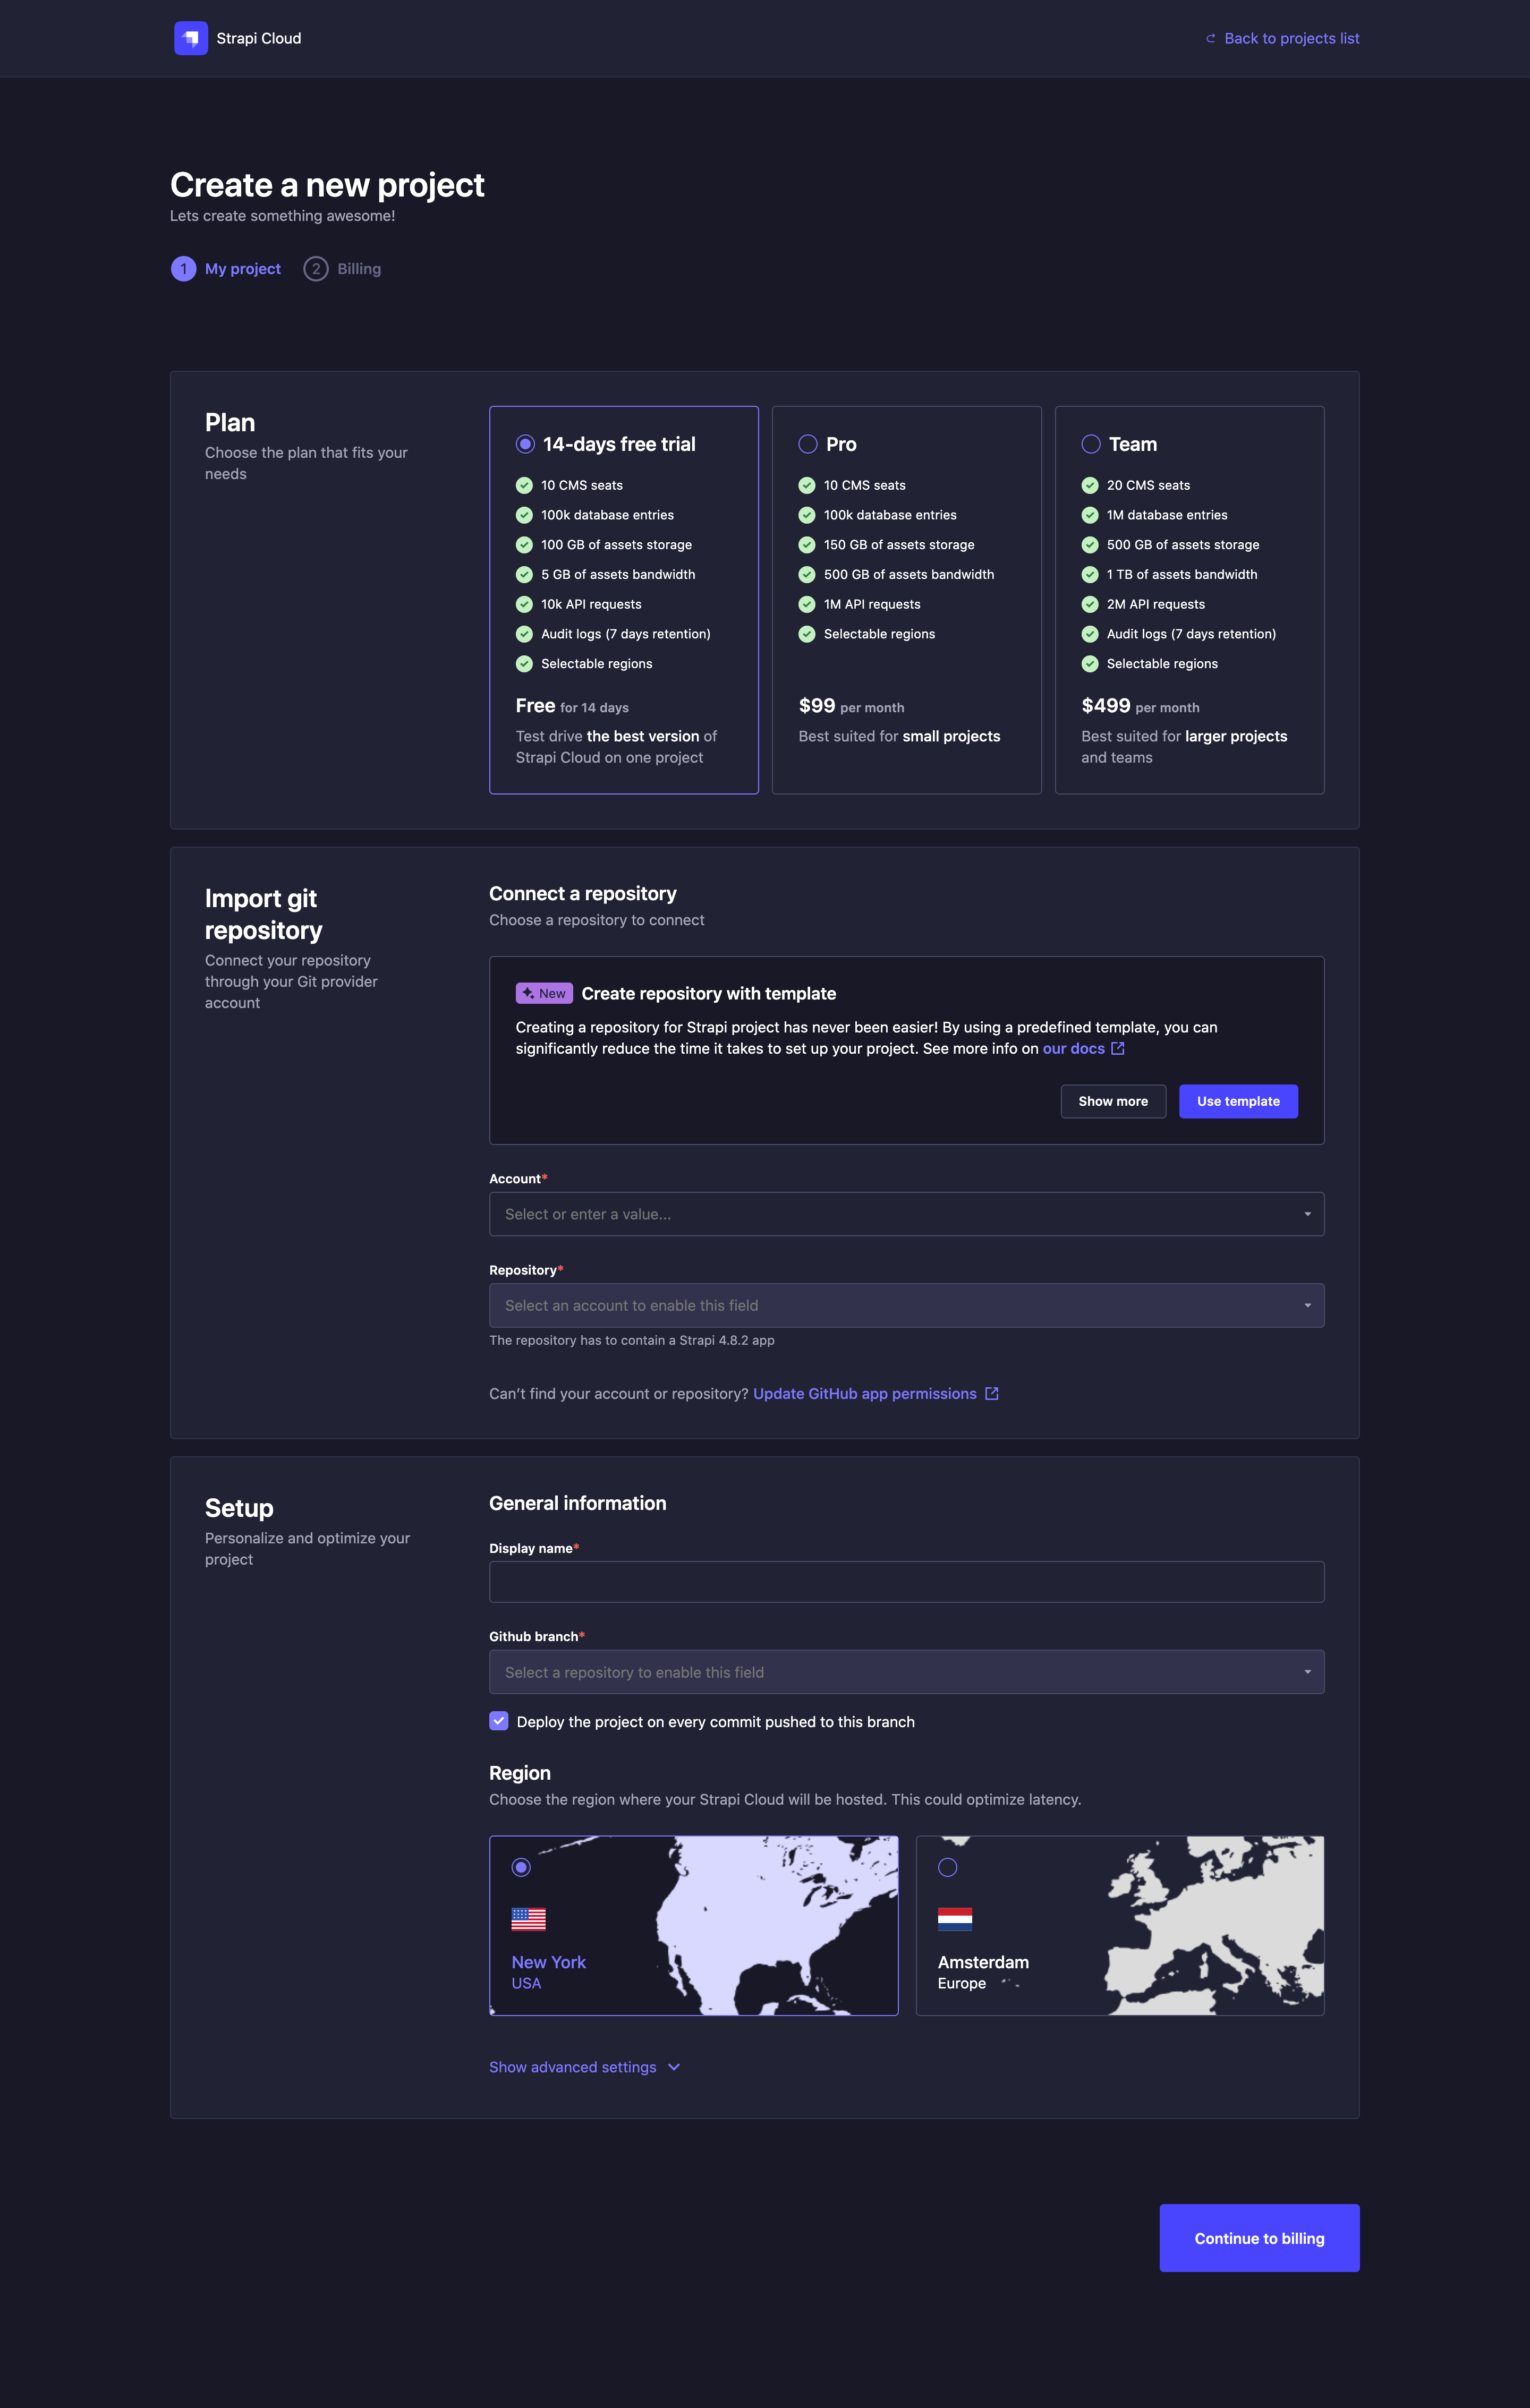 Strapi Cloud
Back to projects list
Create a new project
Lets create something awesome!
1 My project
2 Billing
Plan
Choose the plan that fits your
needs
14-days free trial
10 CMS seats
100k database entries
100 GB of assets storage
5 GB of assets bandwidth
10k API requests
Audit logs (7 days retention)
Selectable regions
Free for 14 days
Test drive the best version of
Strapi Cloud on one project
Pro
10 CMS seats
100k database entries
150 GB of assets storage
500 GB of assets bandwidth
1M API requests
Selectable regions
$99 per month
Best suited for small projects
Team
20 CMS seats
1M database entries
500 GB of assets storage
1 TB of assets bandwidth
2M API requests
Audit logs (7 days retention)
Selectable regions
$499 per month
Best suited for larger projects
and teams
Import git
repository
Connect your repository
through your Git provider
account
Connect a repository
Choose a repository to connect
New Create repository with template
Creating a repository for Strapi project has never been easier! By using a predefined template, you can
significantly reduce the time it takes to set up your project. See more info on our docs
Show more
Use template
Account*
Select or enter a value...
Repository*
Select an account to enable this field
The repository has to contain a Strapi 4.8.2 app
Can't find your account or repository? Update GitHub app permissions
Setup
Personalize and optimize your
project
General information
Display name*
Github branch*
Select a repository to enable this field
Deploy the project on every commit pushed to this branch
Region
Choose the region where your Strapi Cloud will be hosted. This could optimize latency.
New York
USA
Amsterdam
Europe
Show advanced settings
Continue to billing